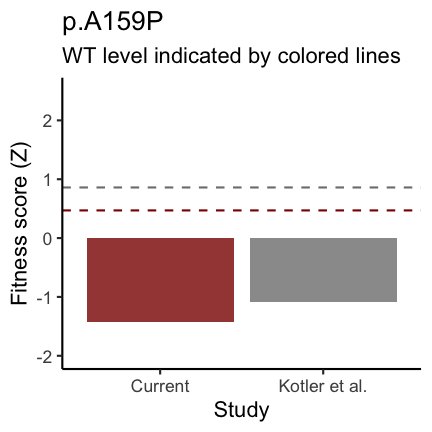 p.A159P
WT level indicated by colored lines
Fitness score (Z)
2
1
0
-1
-2
Current
Kotler et al.
Study